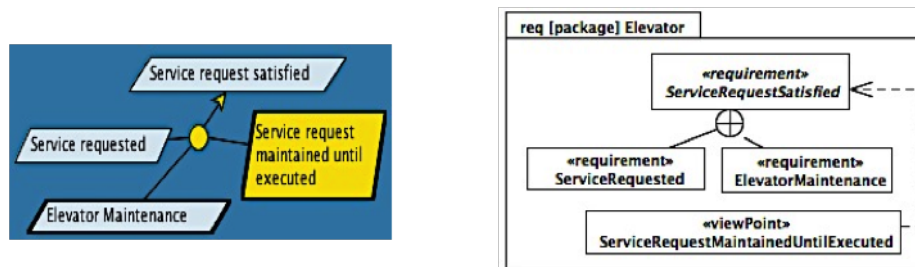 Service request satisfied
Service requested
Service request
maintained until
executed
Elevator Maintenance
req [package] Elevator
«requirement»
ServiceRequestSatisfied
«requirement»
ServiceRequested
«requirement»
ElevatorMaintenance
«viewPoint»
ServiceRequestMaintainedUntilExecuted